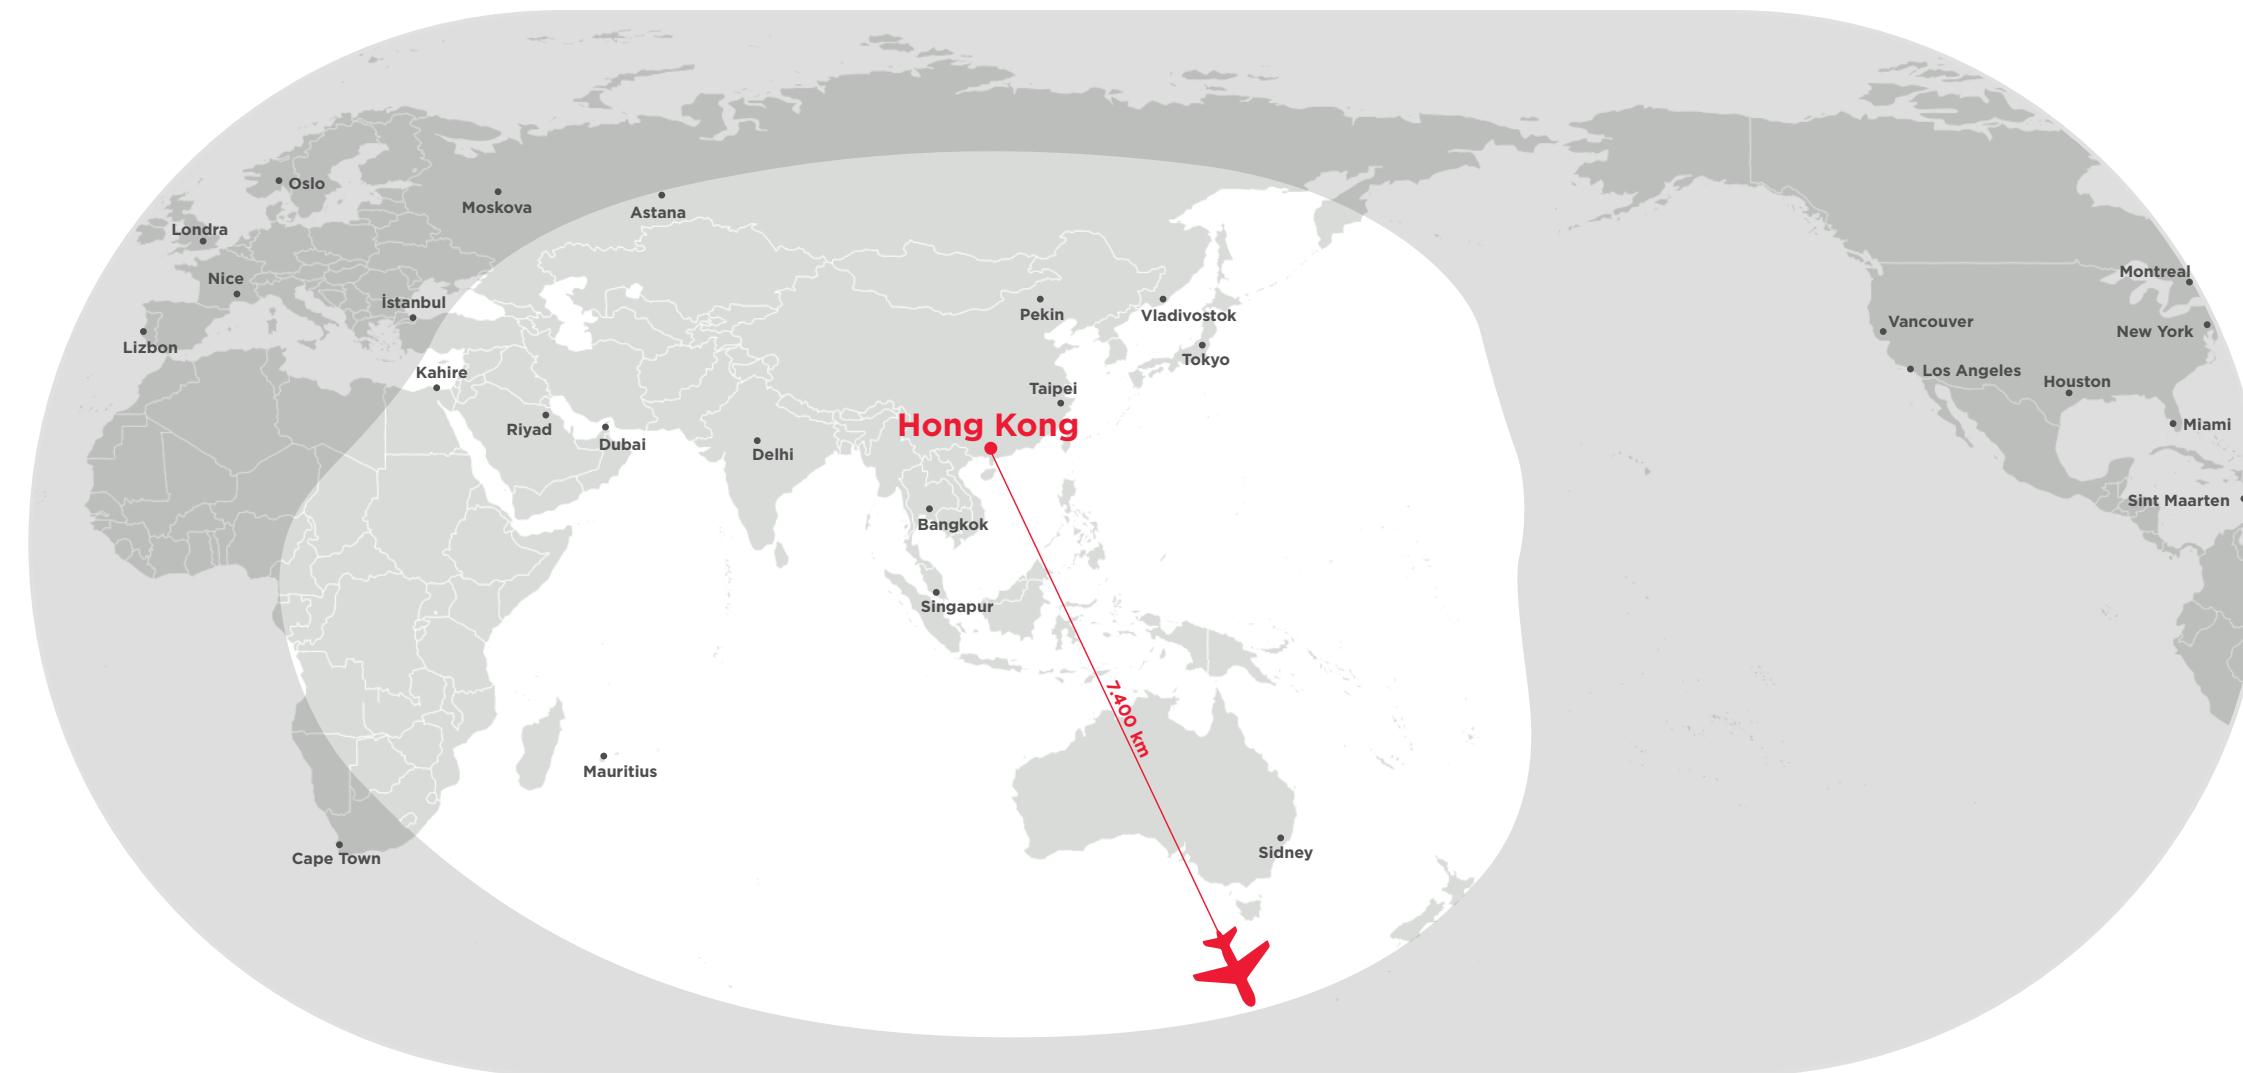 Oslo
Moskova
Astana
Londra
Nice
Montreal
İstanbul
Pekin
Vladivostok
Vancouver
New York
Lizbon
Tokyo
Kahire
Los Angeles
Houston
Taipei
Hong Kong
Riyad
Dubai
Delhi
Miami
Sint Maarten
Bangkok
Singapur
7.400 km
Mauritius
Sidney
Cape Town